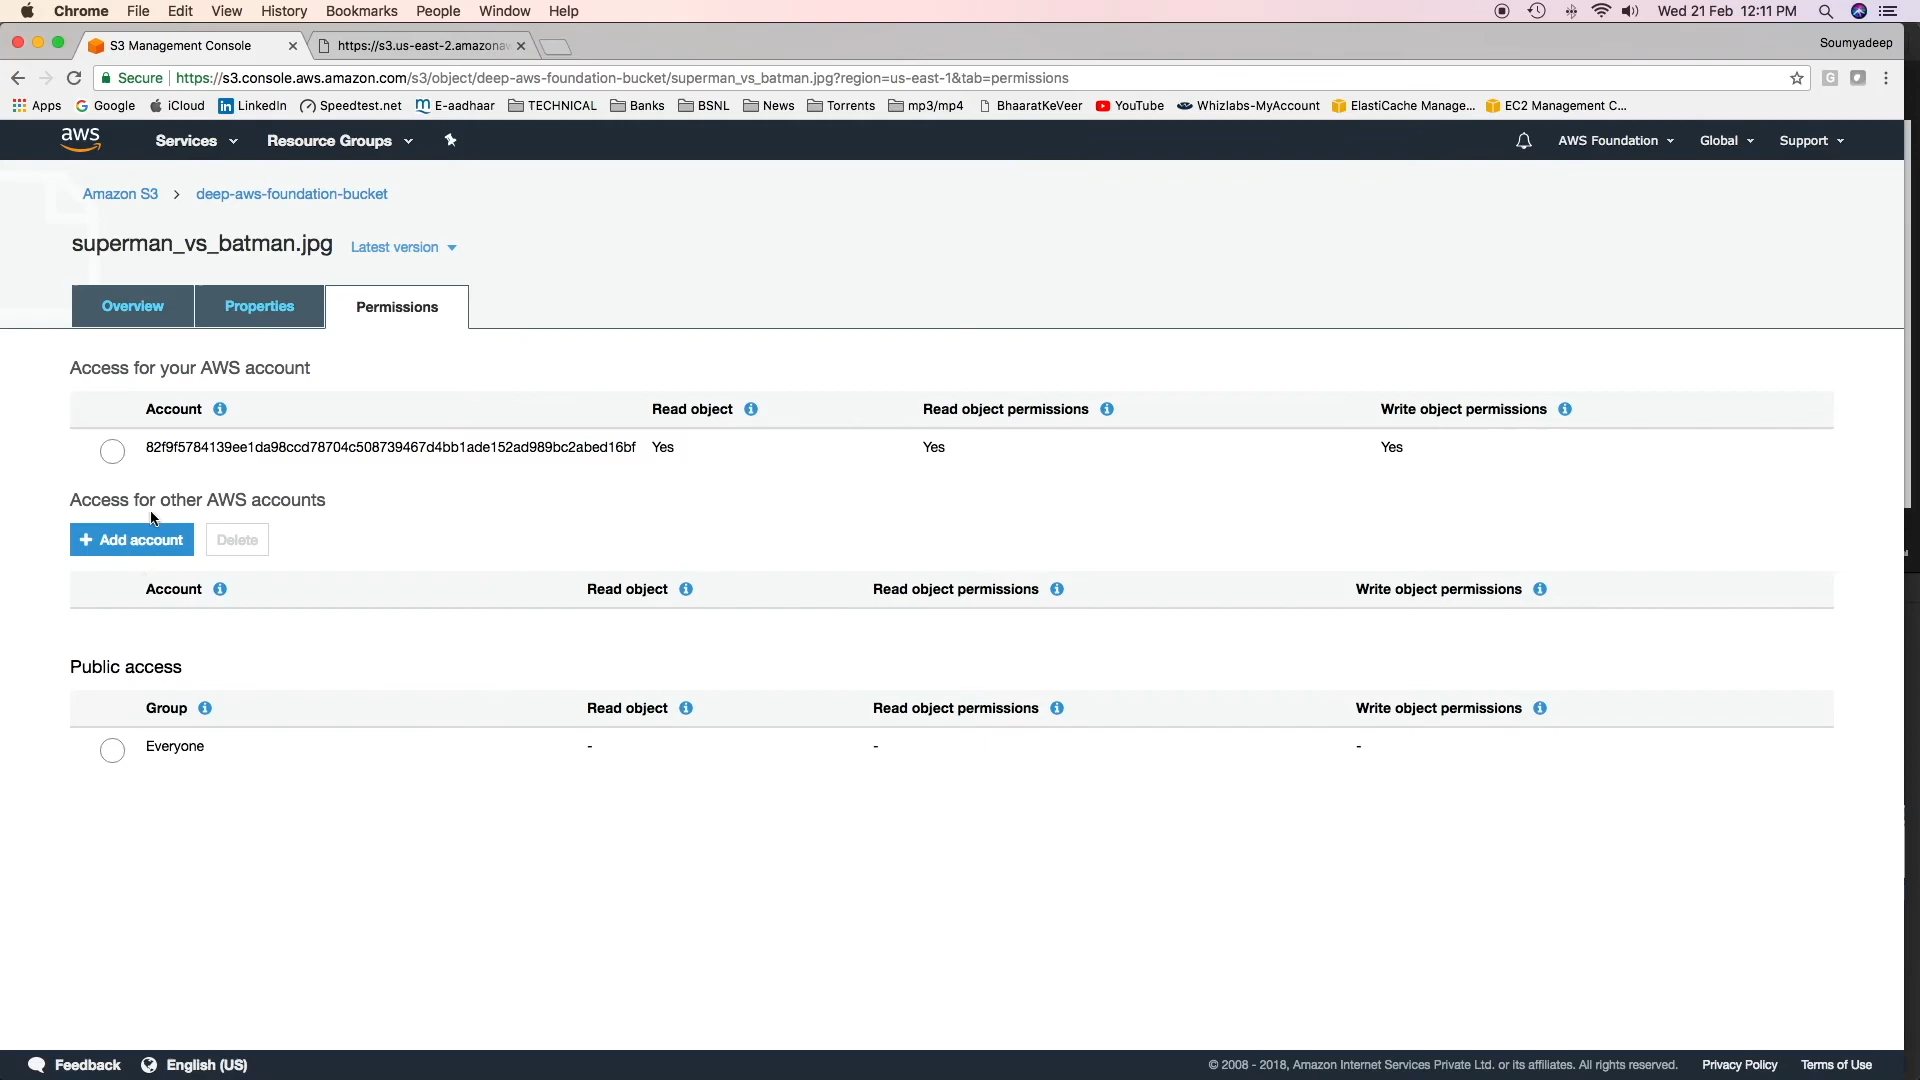 Chrome File Edit View History Bookmarks People Window Help Wed 21 Feb 12:11 PM
S3 Management Console https://s3.us-east-2.amazonaw Soumyadeep
Secure https://s3.console.aws.amazon.com/s3/object/deep-aws-foundation-bucket/superman_vs_batman.jpg?region=us-east-1&tab=permissions
Apps Google iCloud LinkedIn Speedtest.net E-aadhaar TECHNICAL Banks BSNL News Torrents mp3/mp4 BhaaratKeVeer YouTube Whizlabs-MyAccount ElastiCache Manage... EC2 Management C...
aws Services Resource Groups AWS Foundation Global Support
Amazon S3 > deep-aws-foundation-bucket
superman_vs_batman.jpg Latest version
Overview Properties Permissions
Access for your AWS account
Account Read object Read object permissions Write object permissions
82f9f5784139ee1da98ccd78704c508739467d4bb1ade152ad989bc2abed16bf Yes Yes Yes
Access for other AWS accounts
+ Add account Delete
Account Read object Read object permissions Write object permissions
Public access
Group Read object Read object permissions Write object permissions
Everyone - - -
Feedback English (US) © 2008 - 2018, Amazon Internet Services Private Ltd. or its affiliates. All rights reserved. Privacy Policy Terms of Use